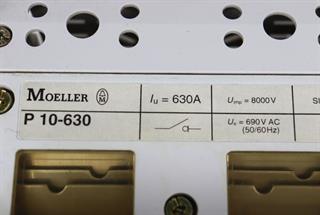 MOELLER
Iu = 630A
Uimp = 8000V
P 10-630
Ue = 690V AC
(50/60Hz)